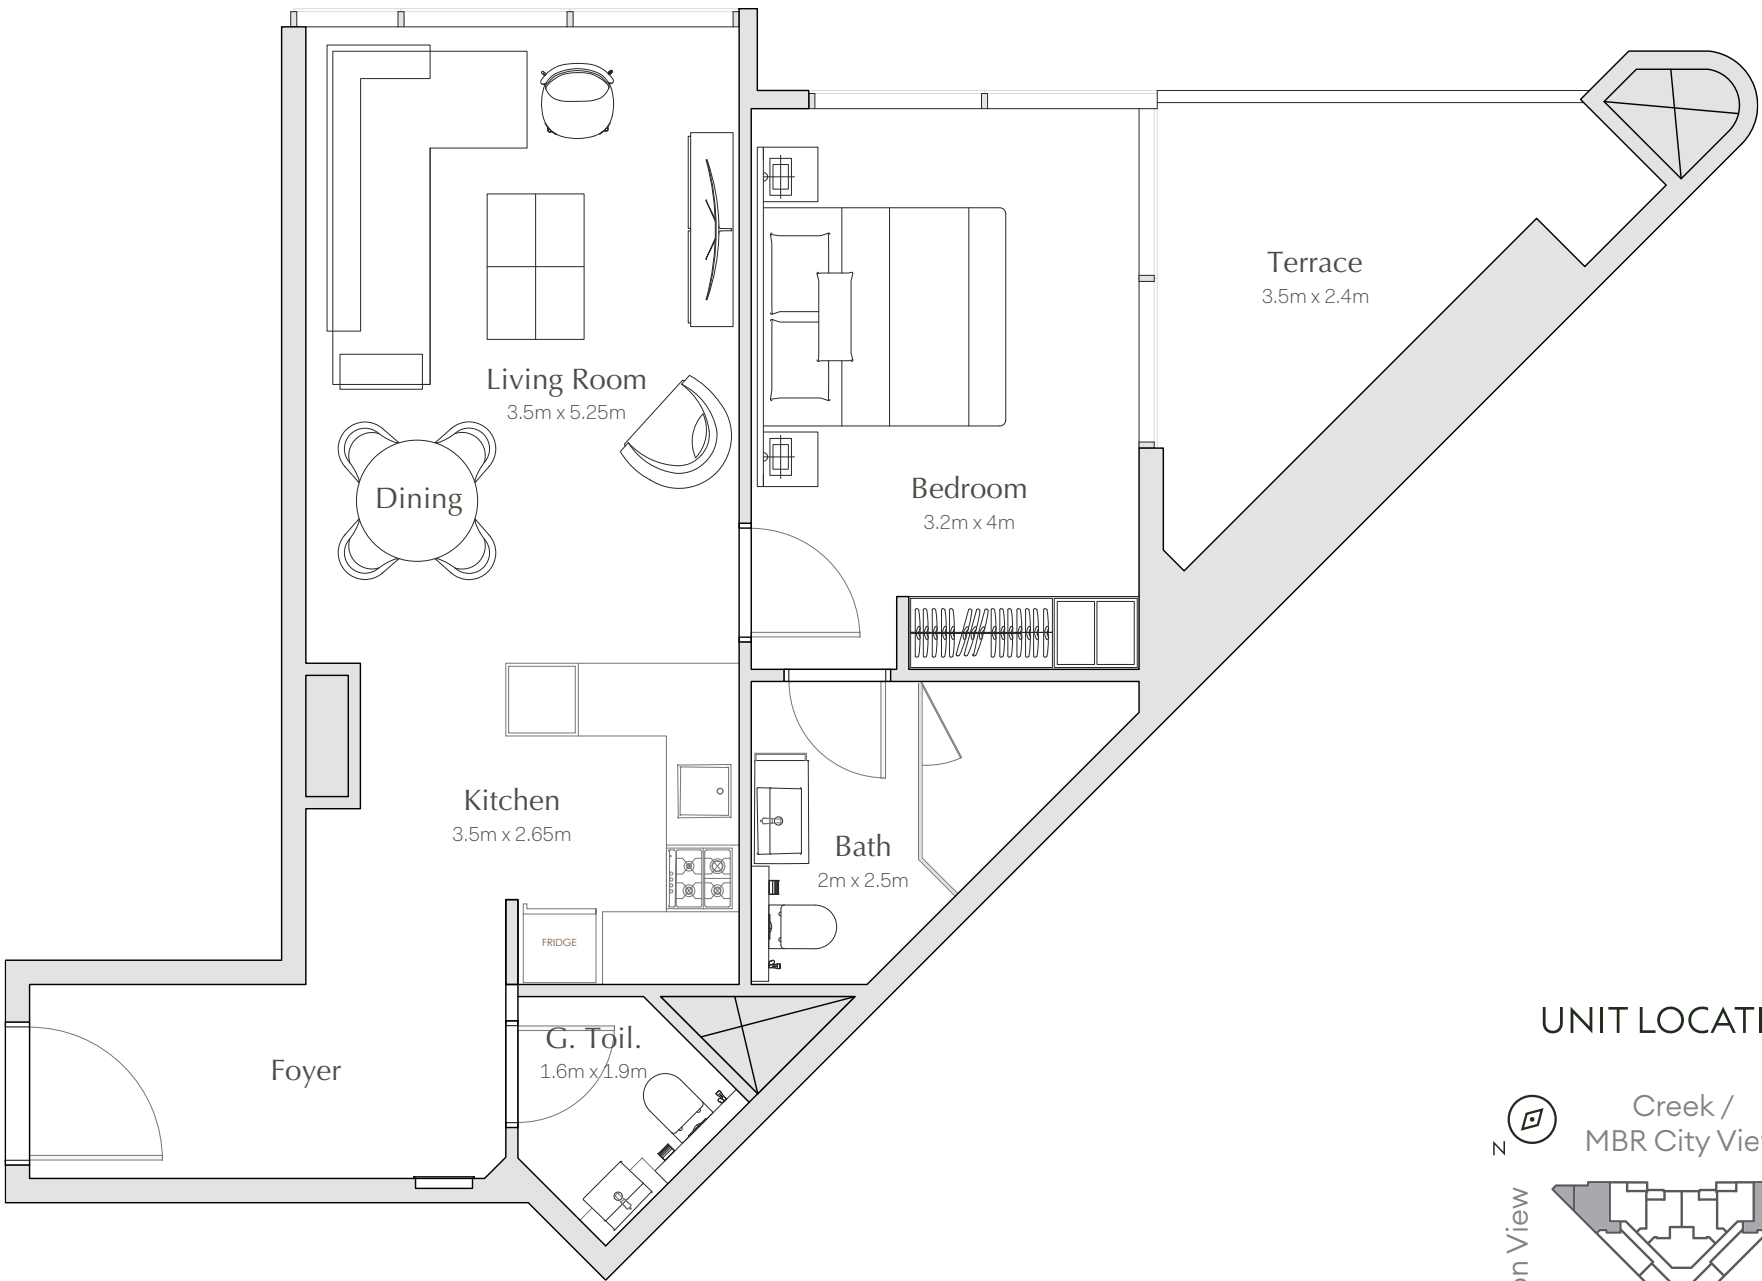 Terrace
3.5m x 2.4m
Living Room
3.5m x 5.25m
Dining
Bedroom
3.2m x 4m
Kitchen
3.5m x 2.65m
Bath
2m x 2.5m
FRIDGE
G. Toil.
1.6m x 1.9m
Foyer
UNIT
N
Creek /
MBR City
View